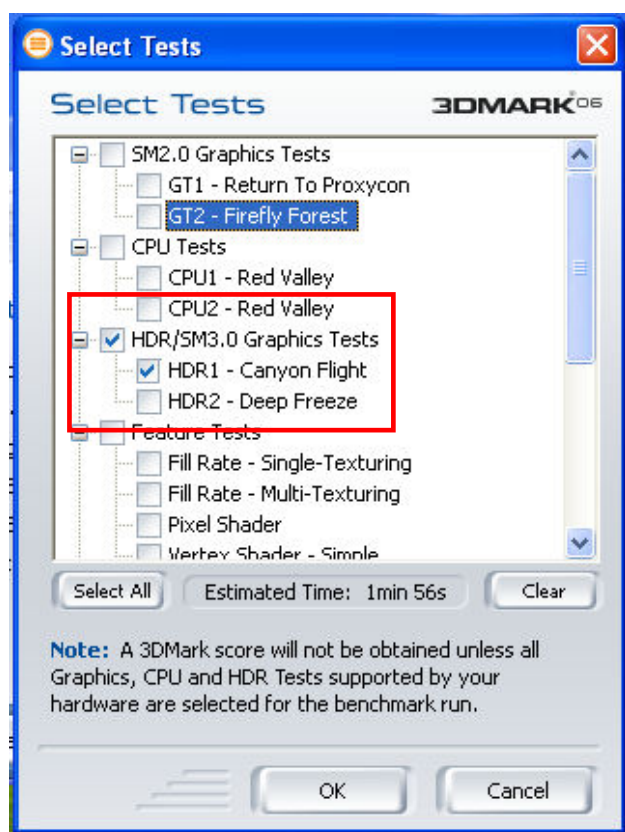 Select Tests
Select Tests 3DMARK°06
SM2.0 Graphics Tests
GT1 - Return To Proxycon
GT2 - Firefly Forest
CPU Tests
CPU1 - Red Valley
CPU2 - Red Valley
HDR/SM3.0 Graphics Tests
HDR1 - Canyon Flight
HDR2 - Deep Freeze
Feature Tests
Fill Rate - Single-Texturing
Fill Rate - Multi-Texturing
Pixel Shader
Vertex Shader - Simple
Select All Estimated Time: 1min 56s Clear
Note: A 3DMark score will not be obtained unless all
Graphics, CPU and HDR Tests supported by your
hardware are selected for the benchmark run.
OK Cancel